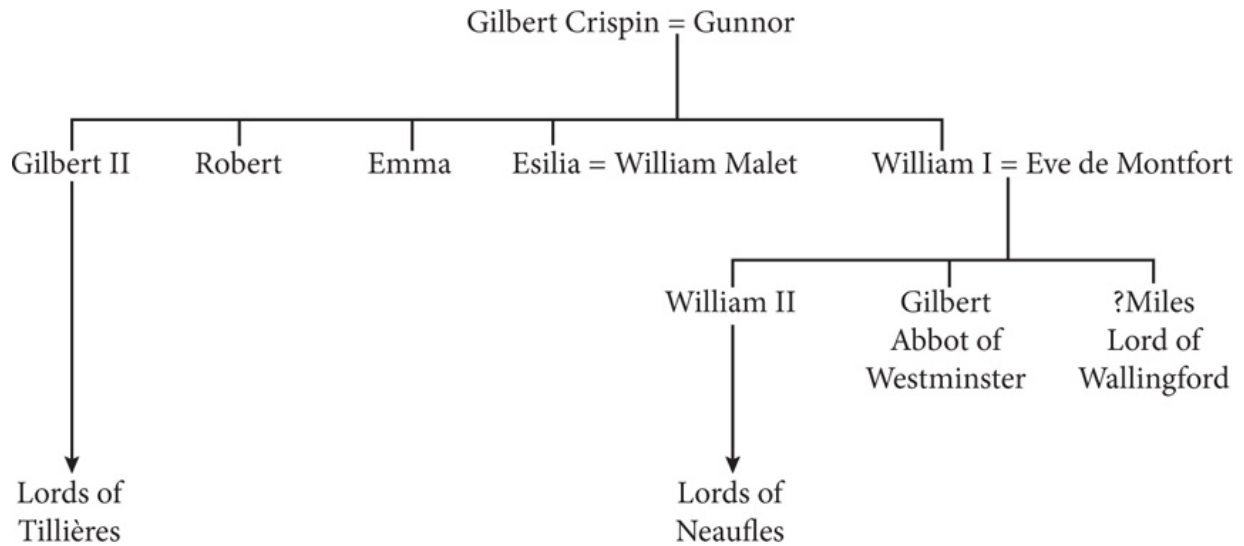 Gilbert Crispin = Gunnor
Gilbert II Robert Emma Esilia = William Malet William I = Eve de Montfort
William II
Gilbert
Abbot of
Westminster
?Miles
Lord of
Wallingford
Lords of
Tillières
Lords of
Neaufles